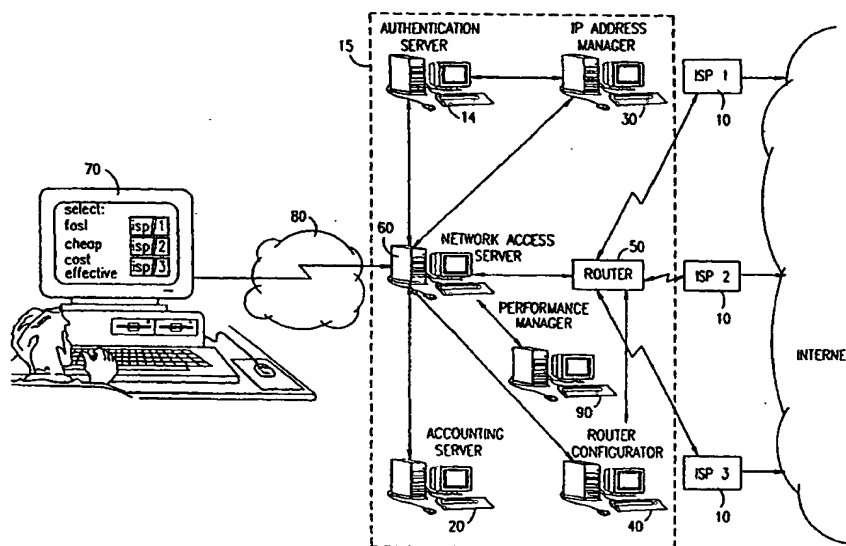 AUTHENTICATION
SERVER
IP ADDRESS
MANAGER
15
14
30
ISP 1
10
70
select:
fast
cheap
cost
effective
isp 1
isp 2
isp 3
80
60
NETWORK ACCESS
SERVER
50
ROUTER
ISP 2
10
PERFORMANCE
MANAGER
90
INTERNE
ACCOUNTING
SERVER
20
ROUTER
CONFIGURATOR
40
ISP 3
10